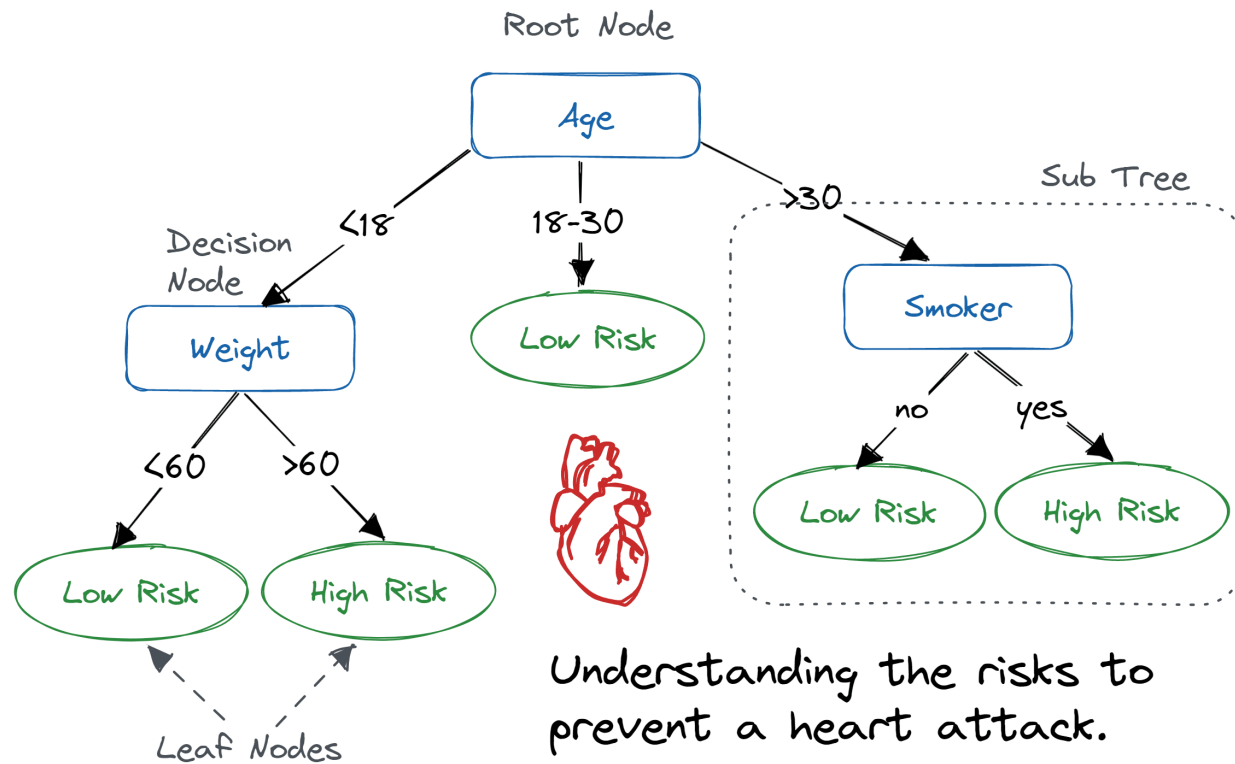 Root Node
Age
Sub Tree
>30
<18
18-30
Decision
Node
Smoker
Low Risk
Weight
no
yes
<60
>60
Low Risk
High Risk
Low Risk
High Risk
Understanding the risks to
prevent a heart attack.
Leaf Nodes